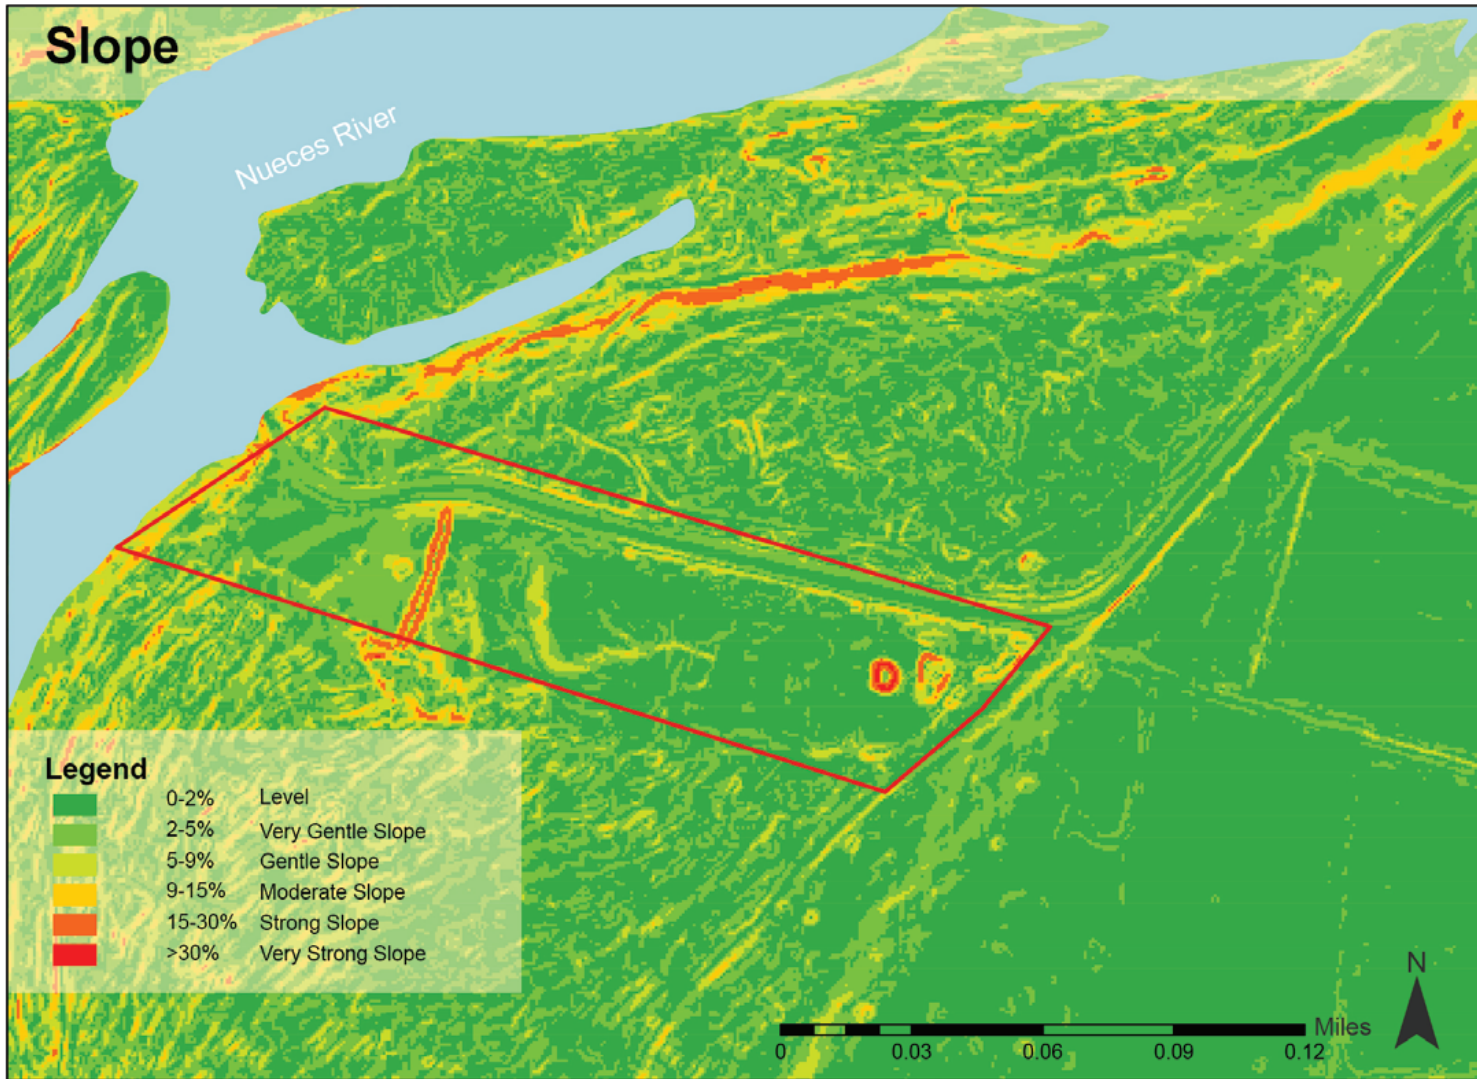 Slope
Nueces River
Legend
0-2% Level
2-5% Very Gentle Slope
5-9% Gentle Slope
9-15% Moderate Slope
15-30% Strong Slope
>30% Very Strong Slope
N
Miles
0 0.03 0.06 0.09 0.12